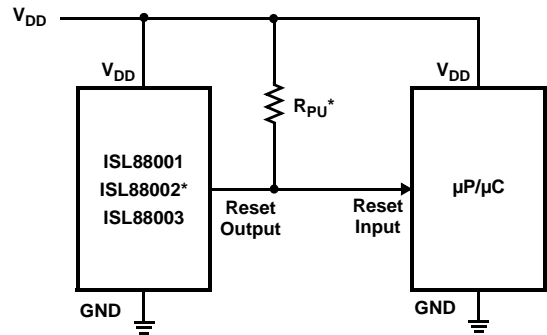 VDD
VDD
RPU*
VDD
ISL88001
ISL88002*
ISL88003
Reset
Output
Reset
Input
µP/µC
GND
GND